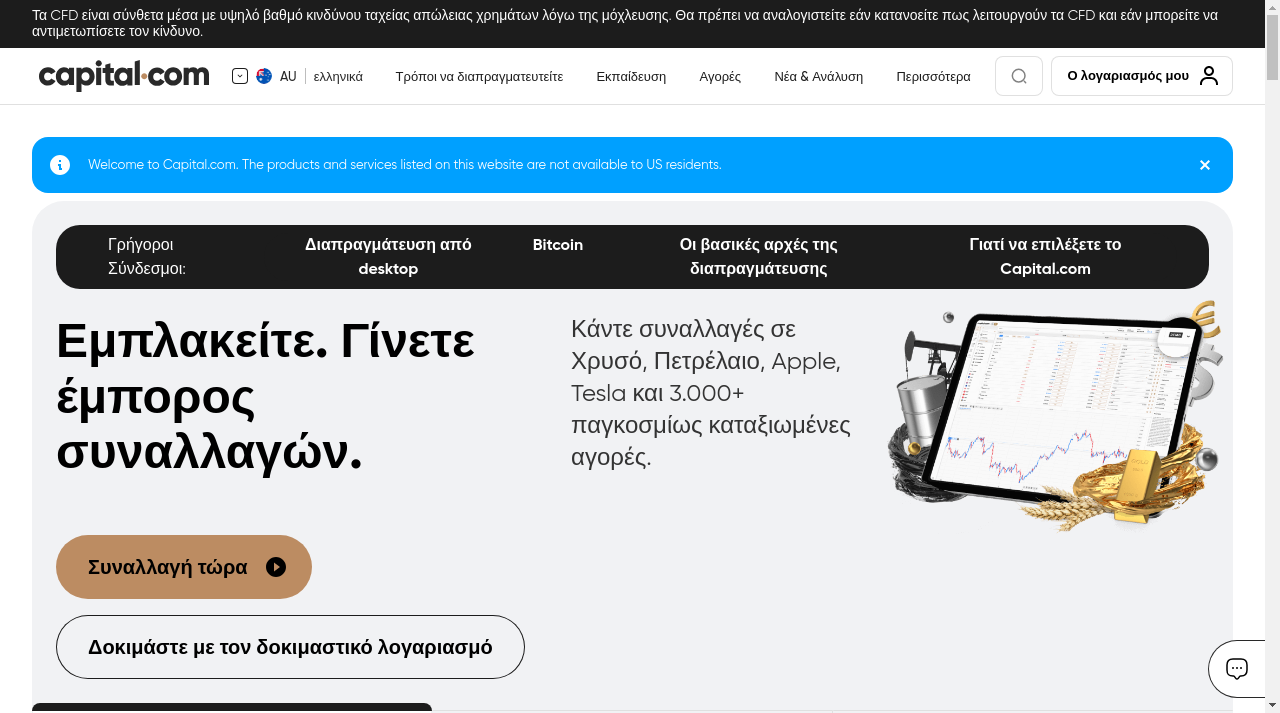 Τα CFD είναι σύνθετα μέσα με υψηλό βαθμό κινδύνου ταχείας απώλειας χρημάτων λόγω της μόχλευσης. Θα πρέπει να αναλογιστείτε εάν κατανοείτε πως λειτουργούν τα CFD και εάν μπορείτε να
αντιμετωπίσετε τον κίνδυνο.
capital.com
AU
ελληνικά
Τρόποι να διαπραγματευτείτε
Εκπαίδευση
Αγορές
Νέα & Ανάλυση
Περισσότερα
Ο λογαριασμός μου
Welcome to Capital.com. The products and services listed on this website are not available to US residents.
Γρήγοροι
Σύνδεσμοι:
Διαπραγμάτευση από
desktop
Bitcoin
Οι βασικές αρχές της
διαπραγμάτευσης
Γιατί να επιλέξετε το
Capital.com
Εμπλακείτε. Γίνετε
έμπορος
συναλλαγών.
Κάντε συναλλαγές σε
Χρυσό, Πετρέλαιο, Apple,
Tesla και 3.000+
παγκοσμίως καταξιωμένες
αγορές.
Συναλλαγή τώρα
Δοκιμάστε με τον δοκιμαστικό λογαριασμό